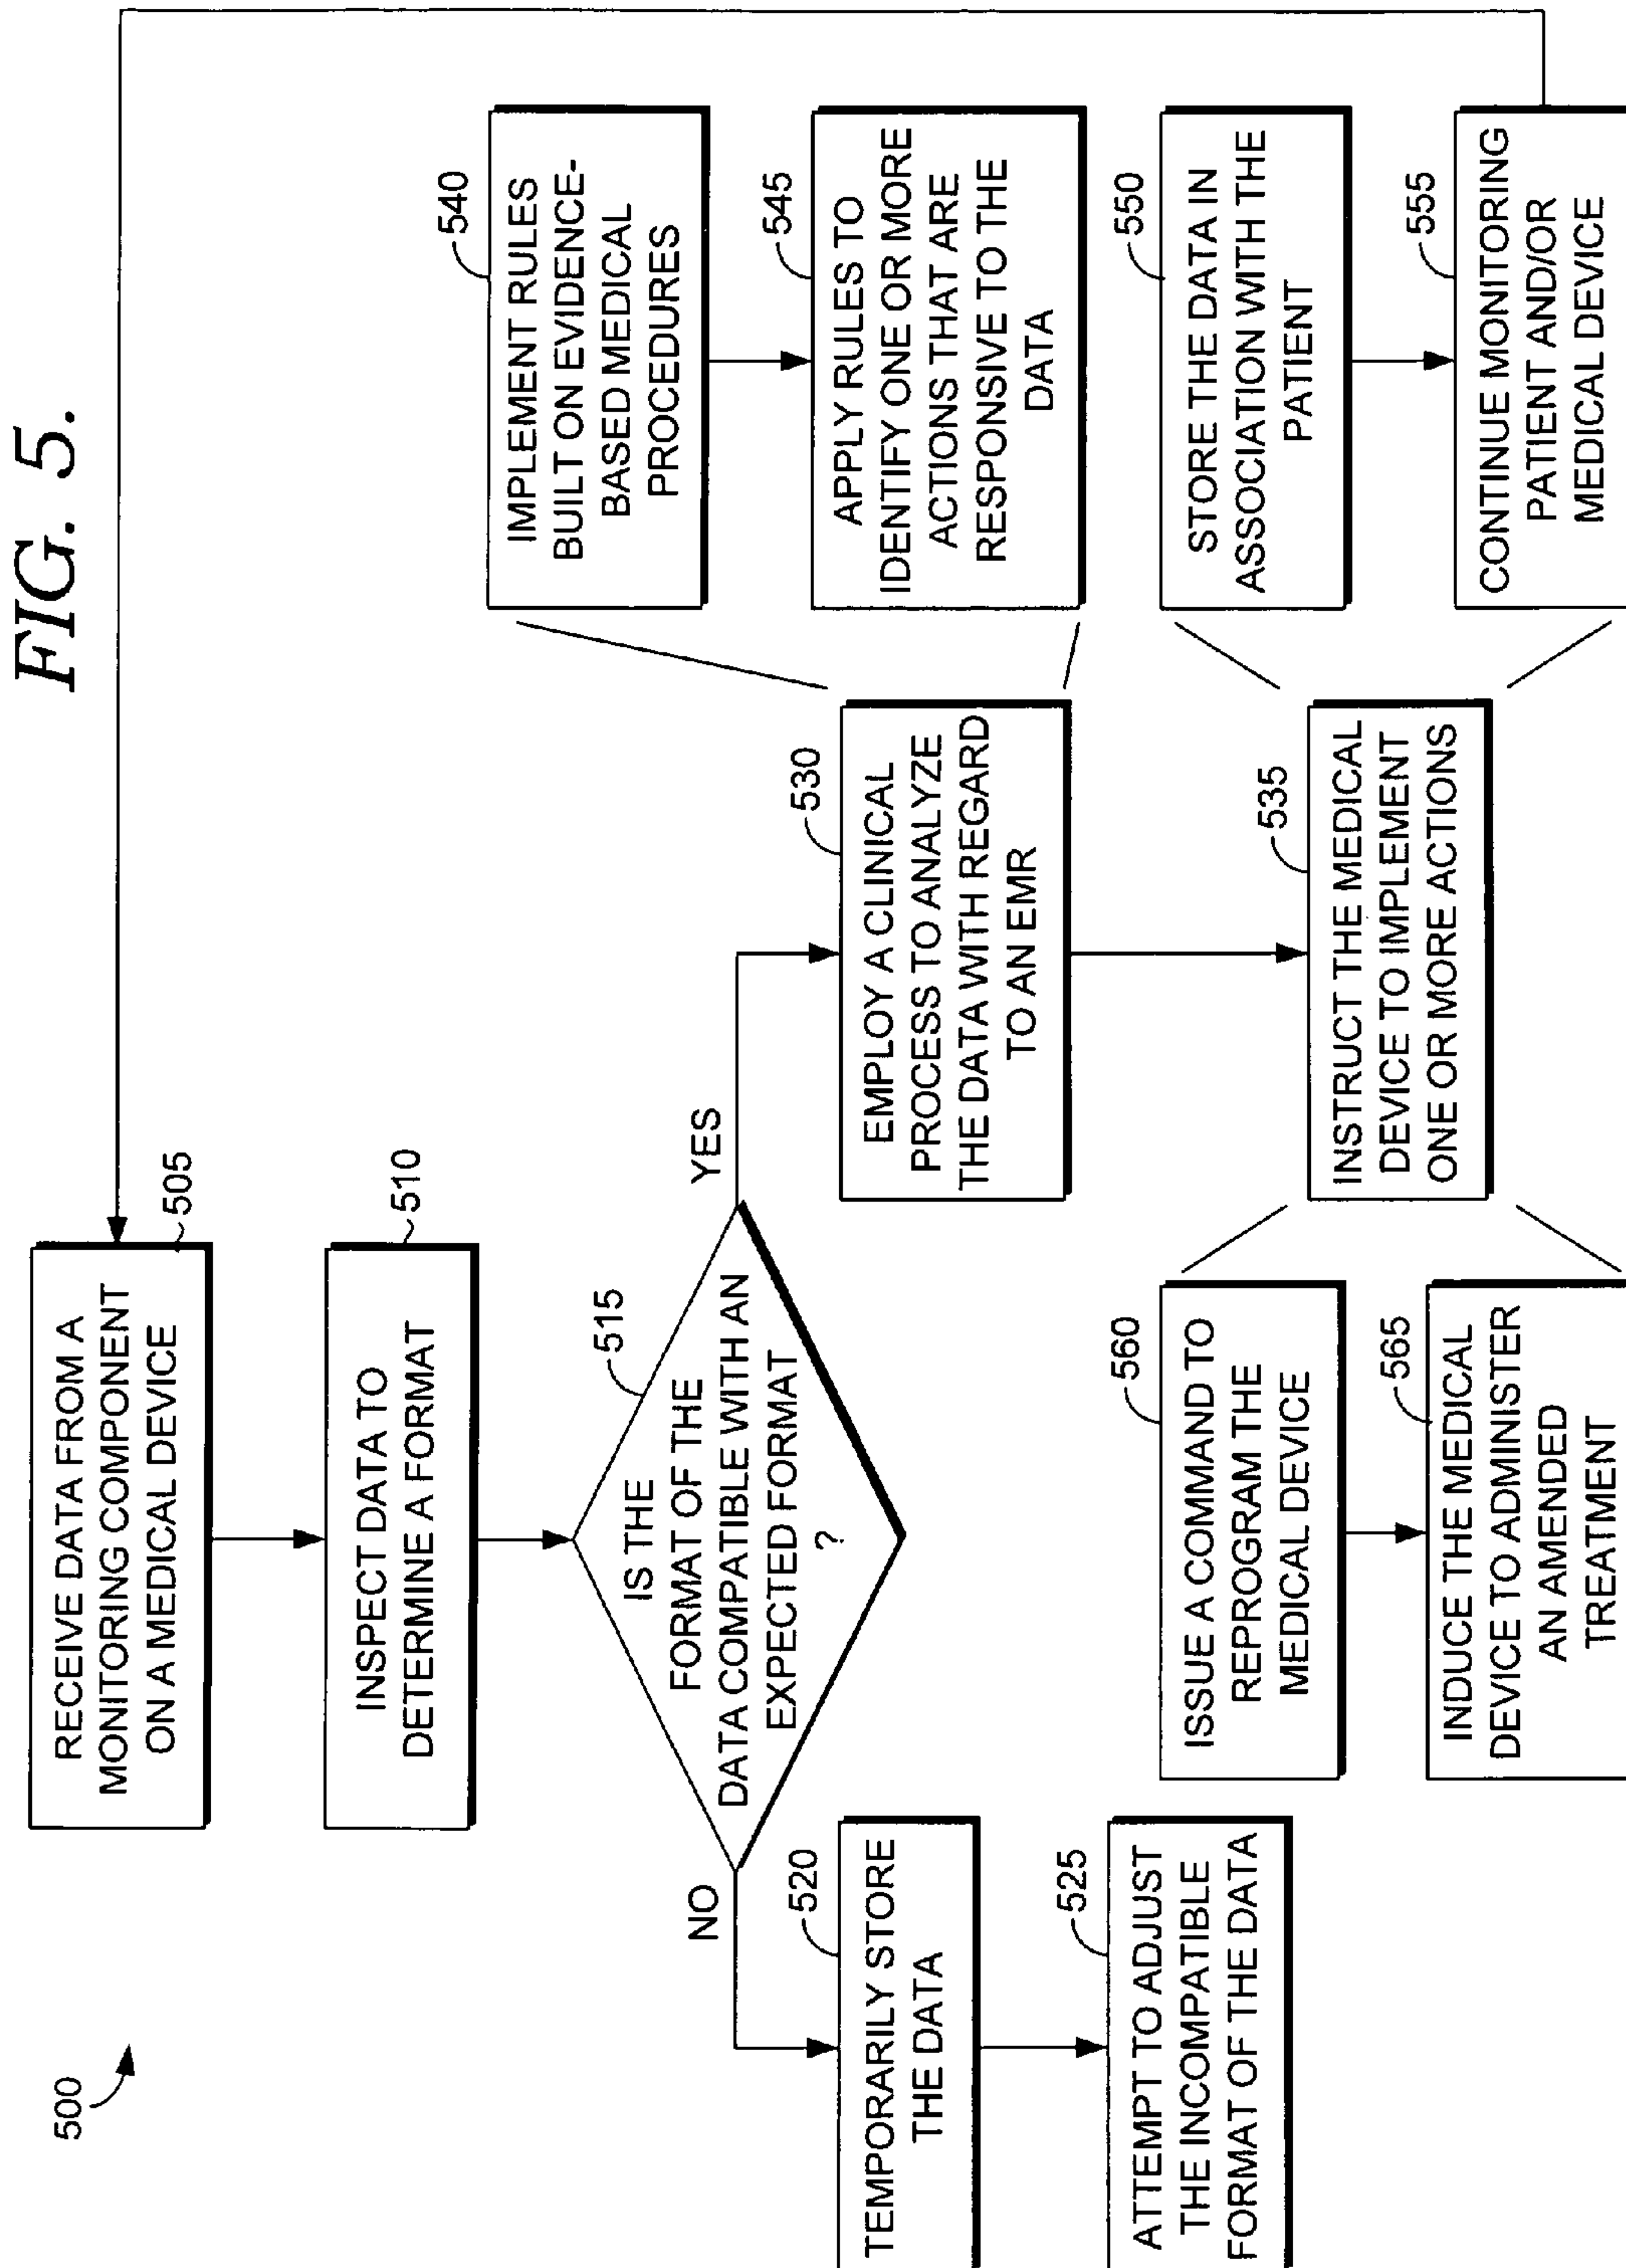 FIG. 5.
500
RECEIVE DATA FROM A
MONITORING COMPONENT
ON A MEDICAL DEVICE
505
INSPECT DATA TO
DETERMINE A FORMAT
510
IS THE
FORMAT OF THE
DATA COMPATIBLE WITH AN
EXPECTED FORMAT
?
515
NO
YES
TEMPORARILY STORE
THE DATA
520
ATTEMPT TO ADJUST
THE INCOMPATIBLE
FORMAT OF THE DATA
525
EMPLOY A CLINICAL
PROCESS TO ANALYZE
THE DATA WITH REGARD
TO AN EMR
530
INSTRUCT THE MEDICAL
DEVICE TO IMPLEMENT
ONE OR MORE ACTIONS
535
IMPLEMENT RULES
BUILT ON EVIDENCE-
BASED MEDICAL
PROCEDURES
540
APPLY RULES TO
IDENTIFY ONE OR MORE
ACTIONS THAT ARE
RESPONSIVE TO THE
DATA
545
STORE THE DATA IN
ASSOCIATION WITH THE
PATIENT
550
CONTINUE MONITORING
PATIENT AND/OR
MEDICAL DEVICE
555
ISSUE A COMMAND TO
REPROGRAM THE
MEDICAL DEVICE
560
INDUCE THE MEDICAL
DEVICE TO ADMINISTER
AN AMENDED
TREATMENT
565